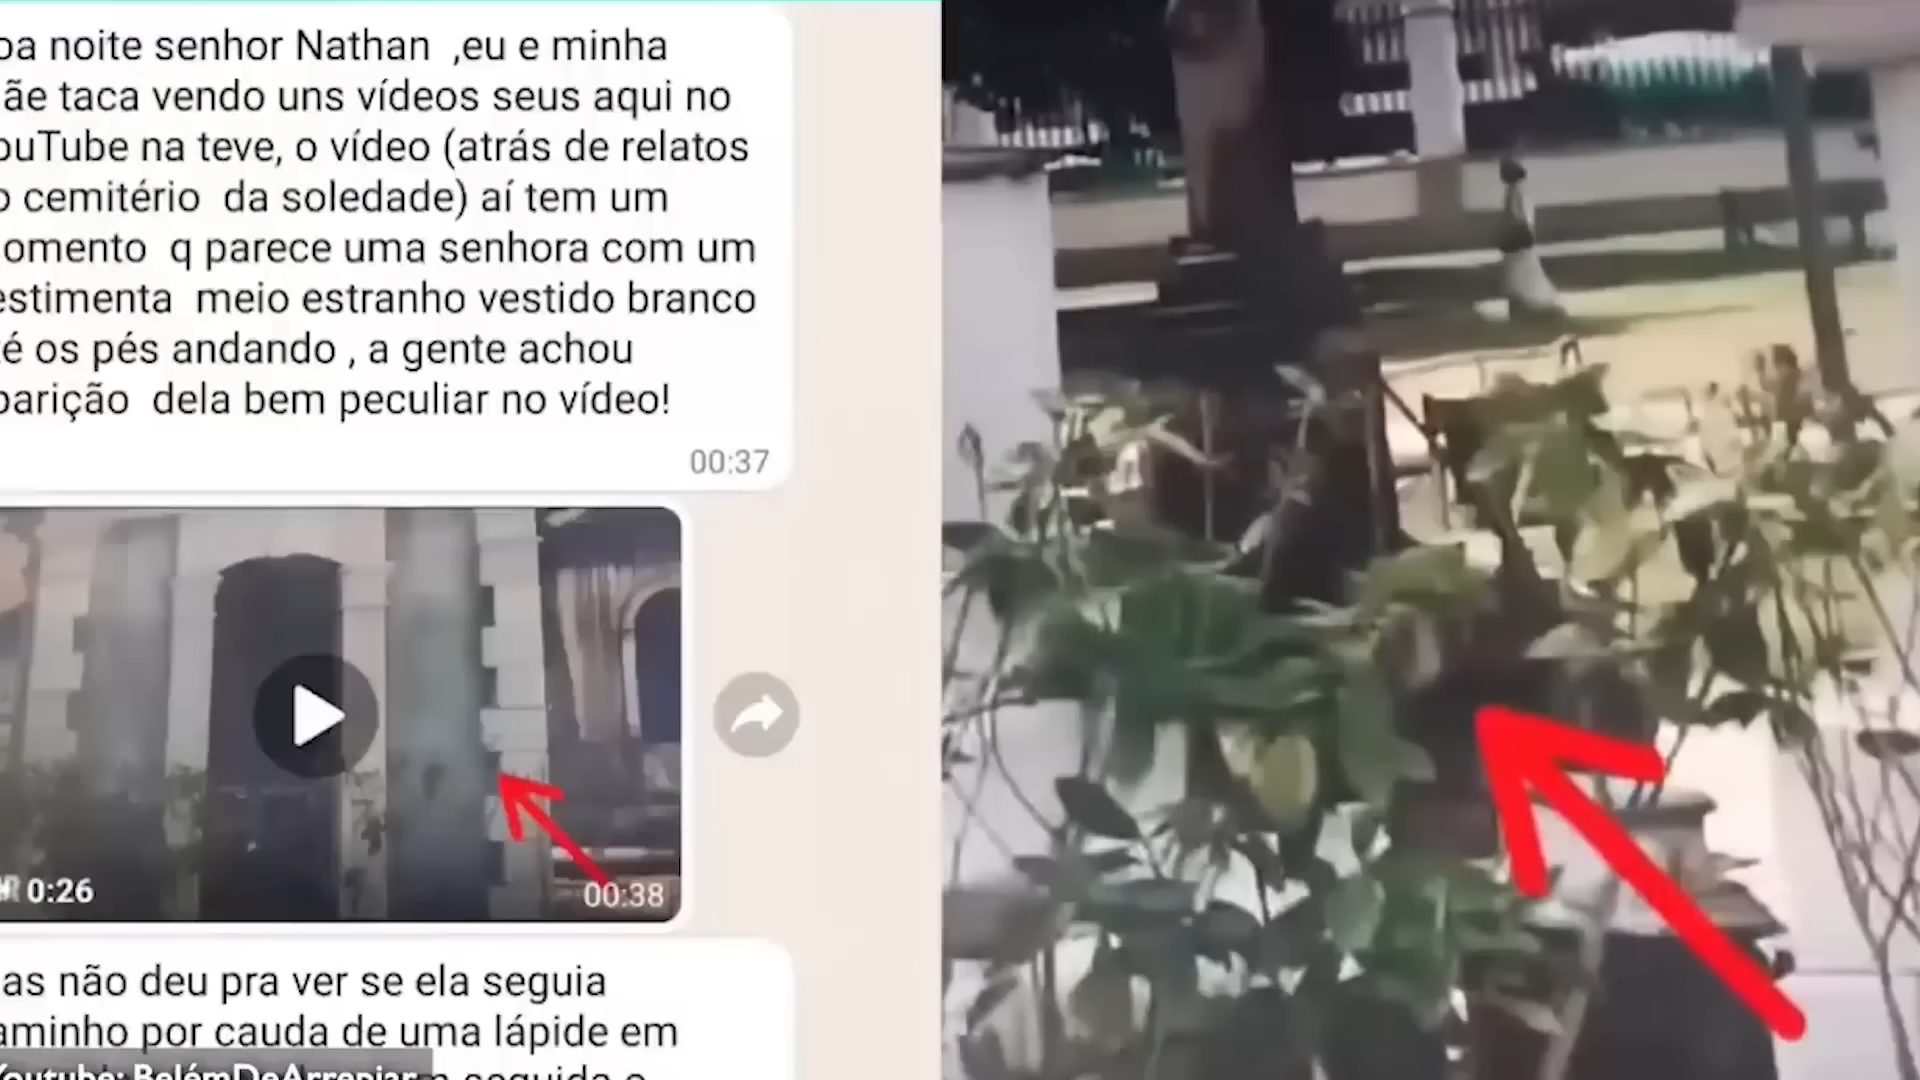 oa noite senhor Nathan ,eu e minha
ãe taca vendo uns vídeos seus aqui no
ouTube na teve, o vídeo (atrás de relatos
o cemitério da soledade) aí tem um
omento q parece uma senhora com um
estimenta meio estranho vestido branco
é os pés andando , a gente achou
parição dela bem peculiar no vídeo!
00:37
0:26
00:38
as não deu pra ver se ela seguia
aminho por cauda de uma lápide em
Youtube: BelémDeArrepiar
seguida o